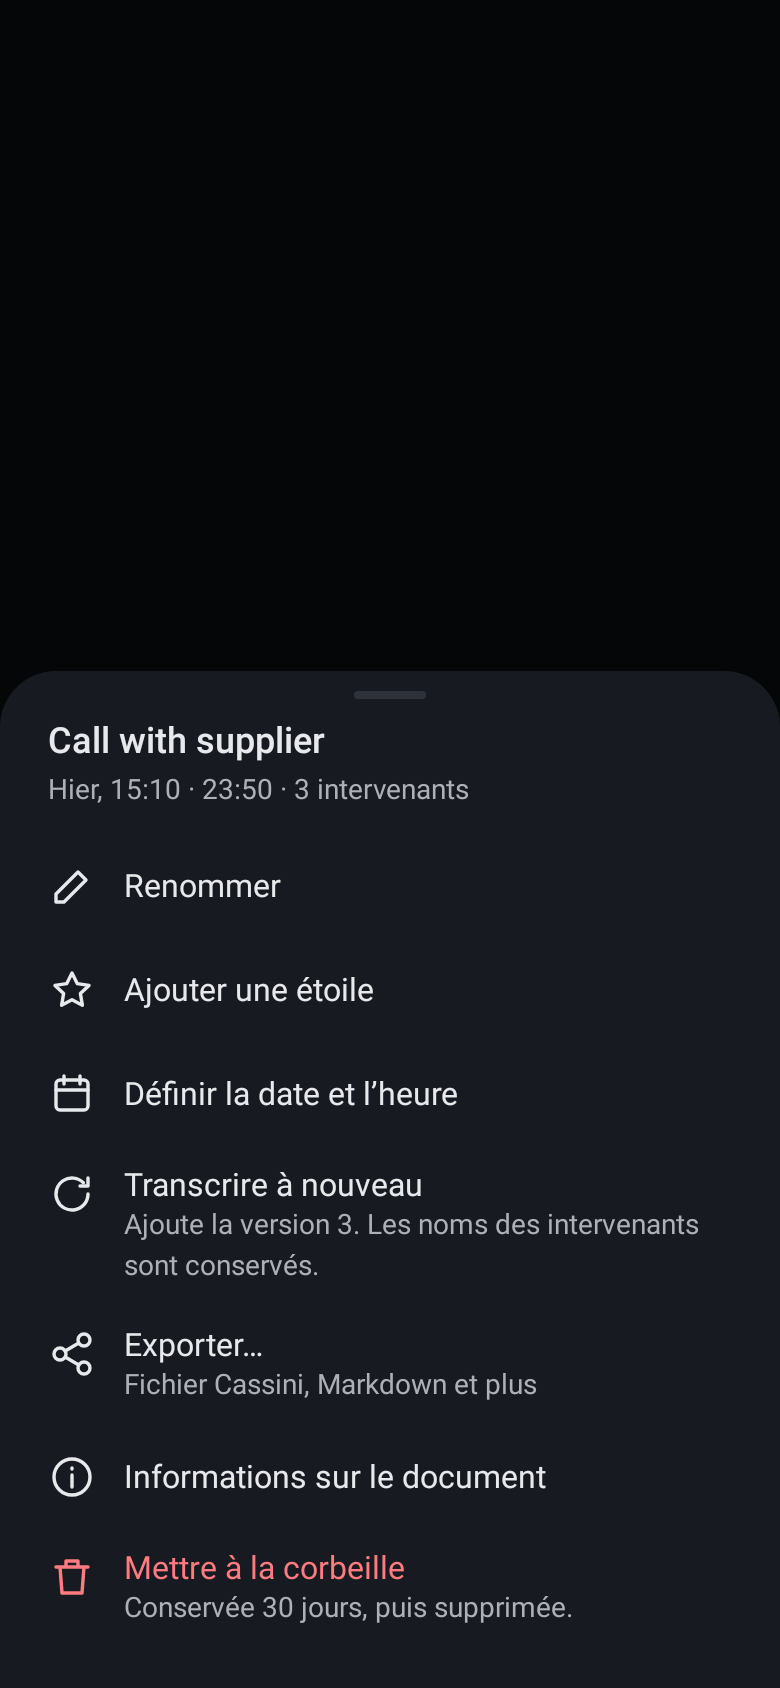 Call with supplier
Hier, 15:10 · 23:50 · 3 intervenants
Renommer
Ajouter une étoile
Définir la date et l’heure
Transcrire à nouveau
Ajoute la version 3. Les noms des intervenants
sont conservés.
Exporter…
Fichier Cassini, Markdown et plus
Informations sur le document
Mettre à la corbeille
Conservée 30 jours, puis supprimée.